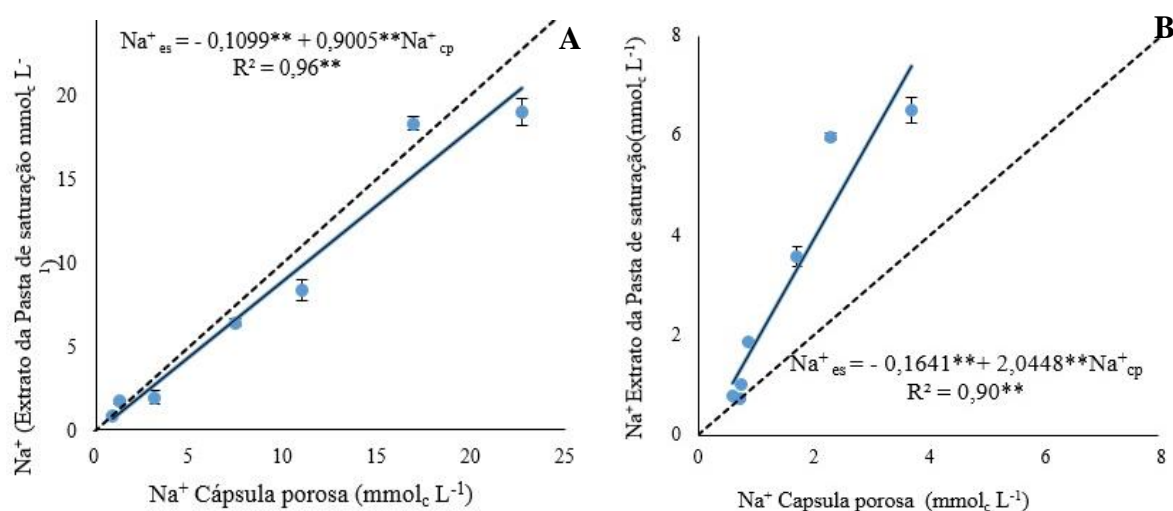 A
Na⁺ es = - 0,1099** + 0,9005**Na⁺ cp
R² = 0,96**
Na⁺ (Extrato da Pasta de saturação mmolc L⁻
¹)
20
15
10
5
0
0 5 10 15 20 25
Na⁺ Cápsula porosa (mmolc L⁻¹)
B
Na⁺ Extrato da Pasta de saturação(mmolc L⁻¹)
8
6
4
2
0
Na⁺ es = - 0,1641**+ 2,0448**Na⁺cp
R² = 0,90**
0 2 4 6 8
Na⁺ Capsula porosa (mmolc L⁻¹)